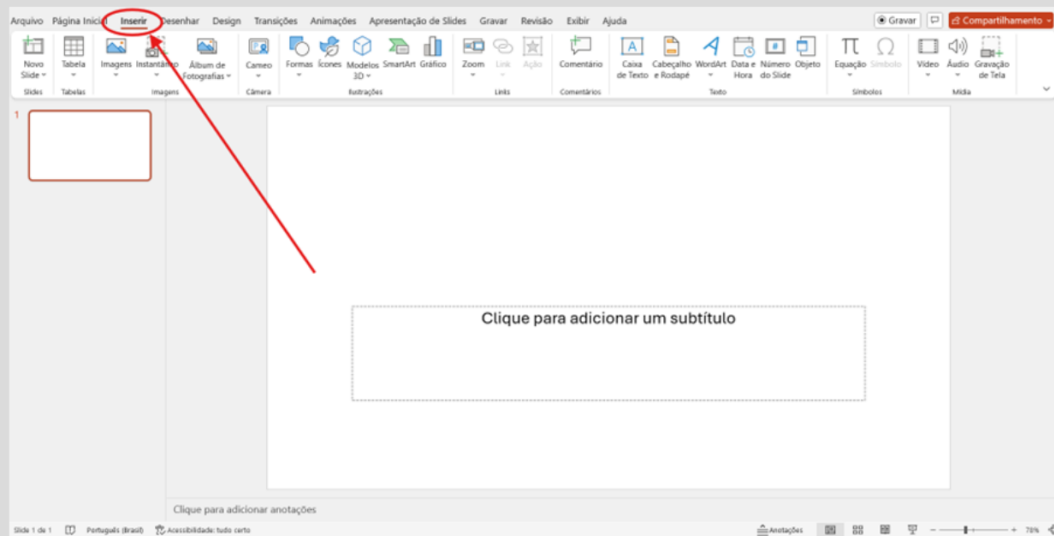 Arquivo Página Inicial Inserir Desenhar Design Transições Animações Apresentação de Slides Gravar Revisão Exibir Ajuda Gravar Compartilhamento
Novo Slide Tabela Imagens Instantâneo Álbum de Fotografias Cameo Formas Ícones Modelos 3D SmartArt Gráfico Zoom Link Ação Comentário Caixa de Texto Cabeçalho e Rodapé WordArt Data e Hora Número do Slide Objeto Equação Símbolo Vídeo Áudio Gravação de Tela
Slides Tabelas Imagens Câmera Ilustrações Links Comentários Texto Símbolos Mídia
1
Clique para adicionar um subtítulo
Clique para adicionar anotações
Slide 1 de 1 Português (Brasil) Acessibilidade: tudo certo Anotações 78%